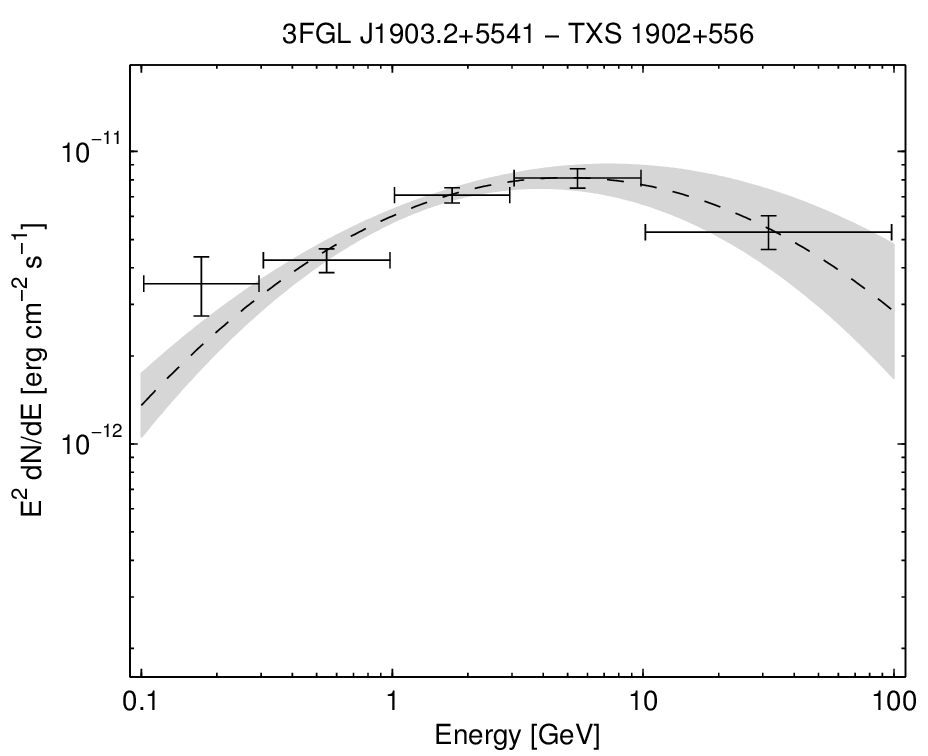 3FGL J1903.2+5541 − TXS 1902+556
10⁻¹¹
10⁻¹²
E² dN/dE [erg cm⁻² s⁻¹]
0.1 1 10 100
Energy [GeV]